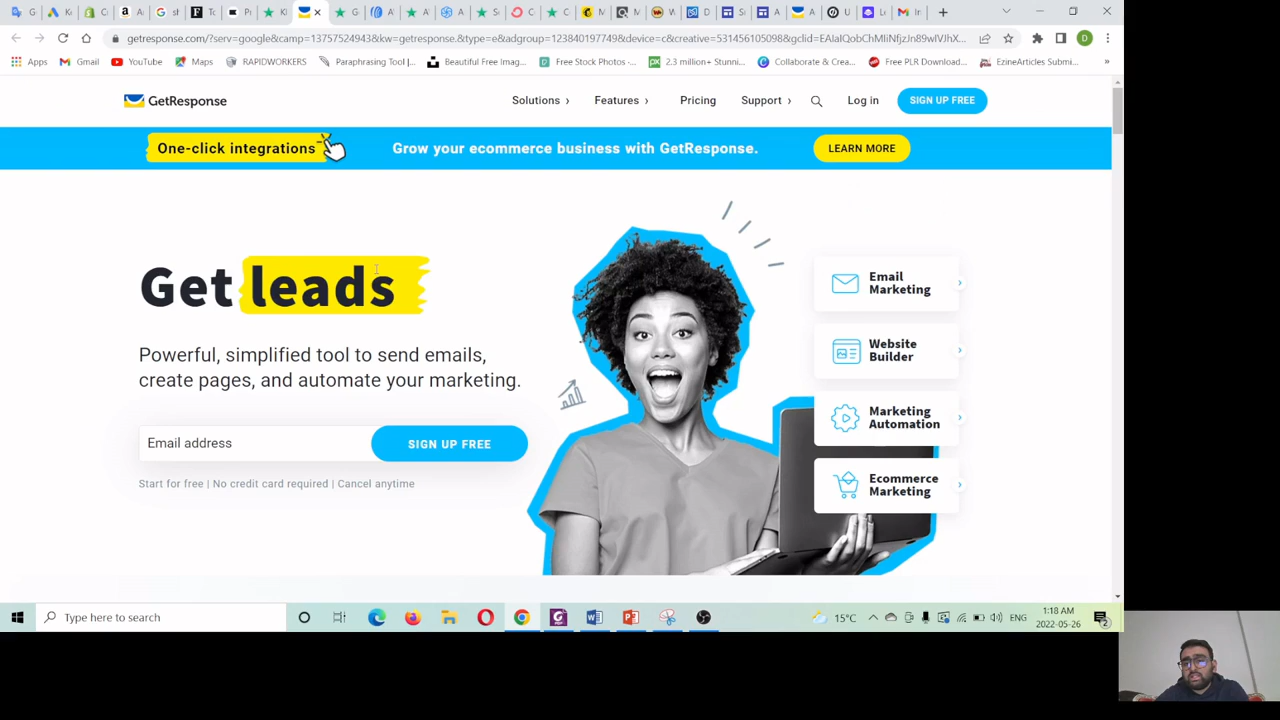 G
A
K
C
A
G
st
F
P
K
G
A
A
A
S
C
C
M
M
W
D
Si
A
A
U
L
In
getresponse.com/?serv=google&camp=13757524943&kw=getresponse.&type=e&adgroup=123840197749&device=c&creative=531456105098&gclid=EAIaIQobChMIiNfjzJn89wIVJhX...
D
Apps
Gmail
YouTube
Maps
RAPIDWORKERS
Paraphrasing Tool |...
Beautiful Free Imag...
Free Stock Photos -...
2.3 million+ Stunni...
Collaborate & Crea...
Free PLR Download...
EzineArticles Submi...
»
GetResponse
Solutions
Features
Pricing
Support
Log in
SIGN UP FREE
One-click integrations
Grow your ecommerce business with GetResponse.
LEARN MORE
Get leads
Powerful, simplified tool to send emails,
create pages, and automate your marketing.
Email address
SIGN UP FREE
Start for free | No credit card required | Cancel anytime
Email
Marketing
Website
Builder
Marketing
Automation
Ecommerce
Marketing
Type here to search
15°C
ENG
1:18 AM
2022-05-26
2